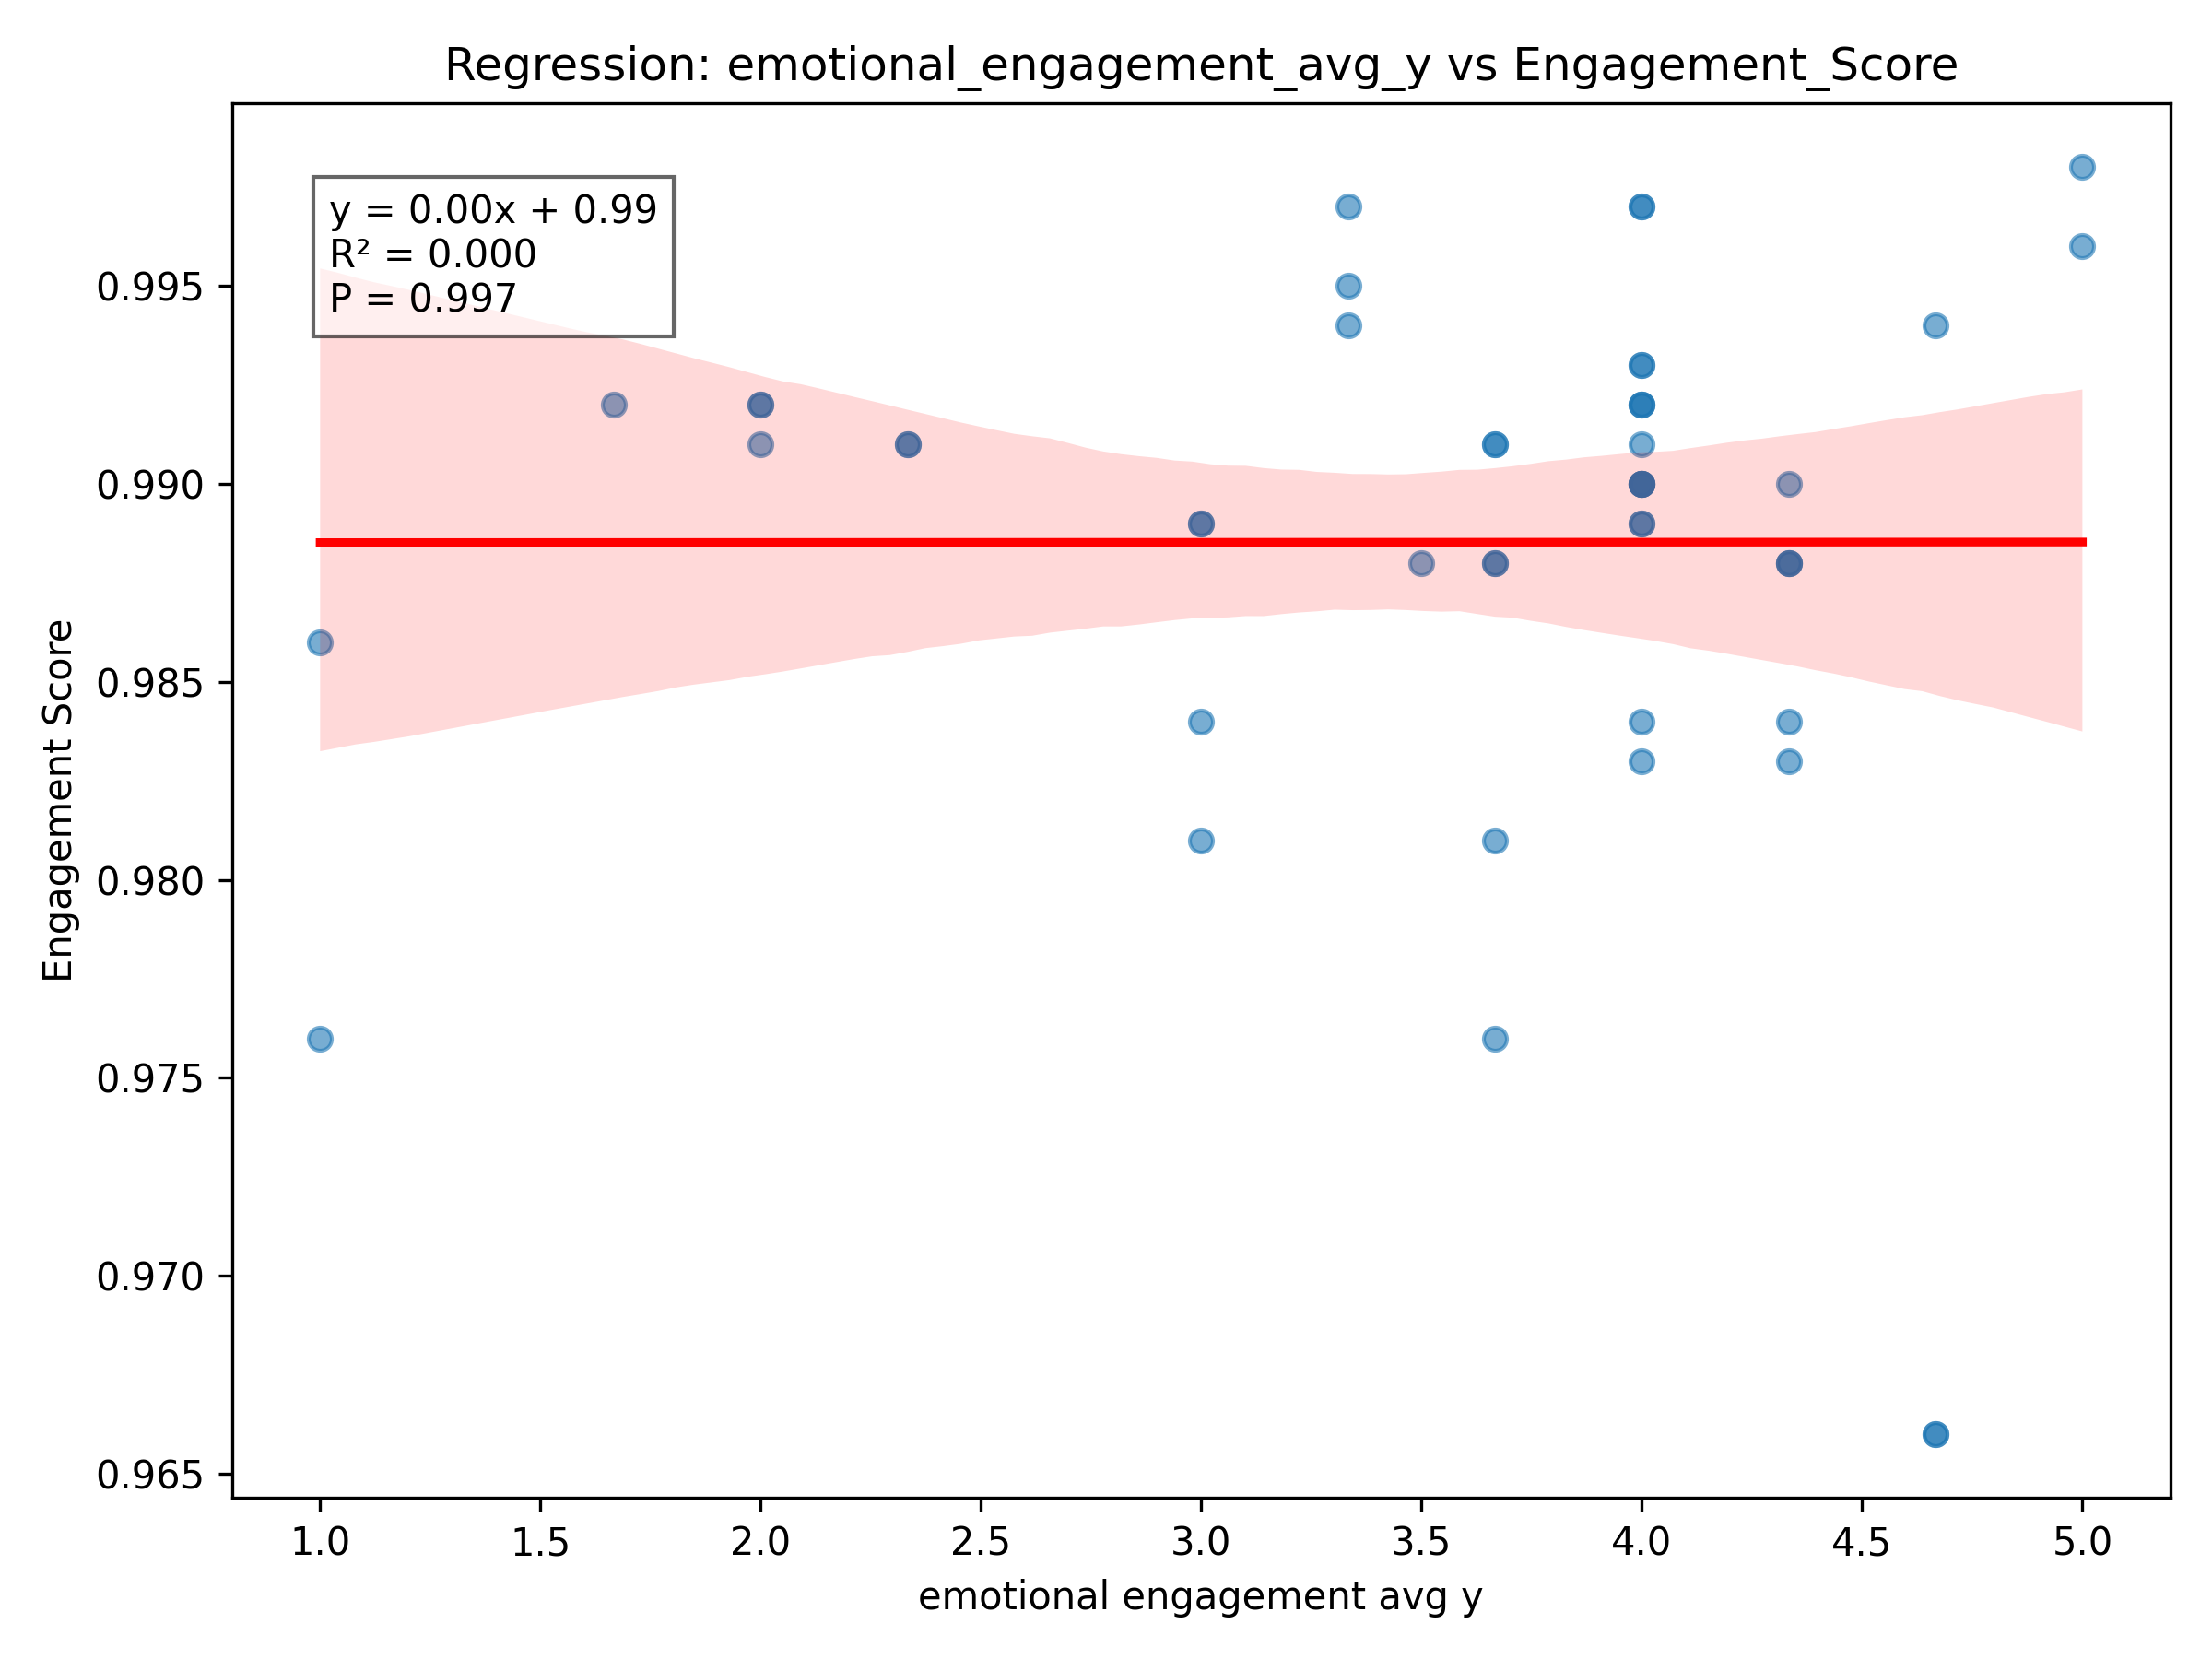 Regression: emotional_engagement_avg_y vs Engagement_Score
y = 0.00x + 0.99
R² = 0.000
P = 0.997
Engagement Score
0.995
0.990
0.985
0.980
0.975
0.970
0.965
1.0 1.5 2.0 2.5 3.0 3.5 4.0 4.5 5.0
emotional engagement avg y